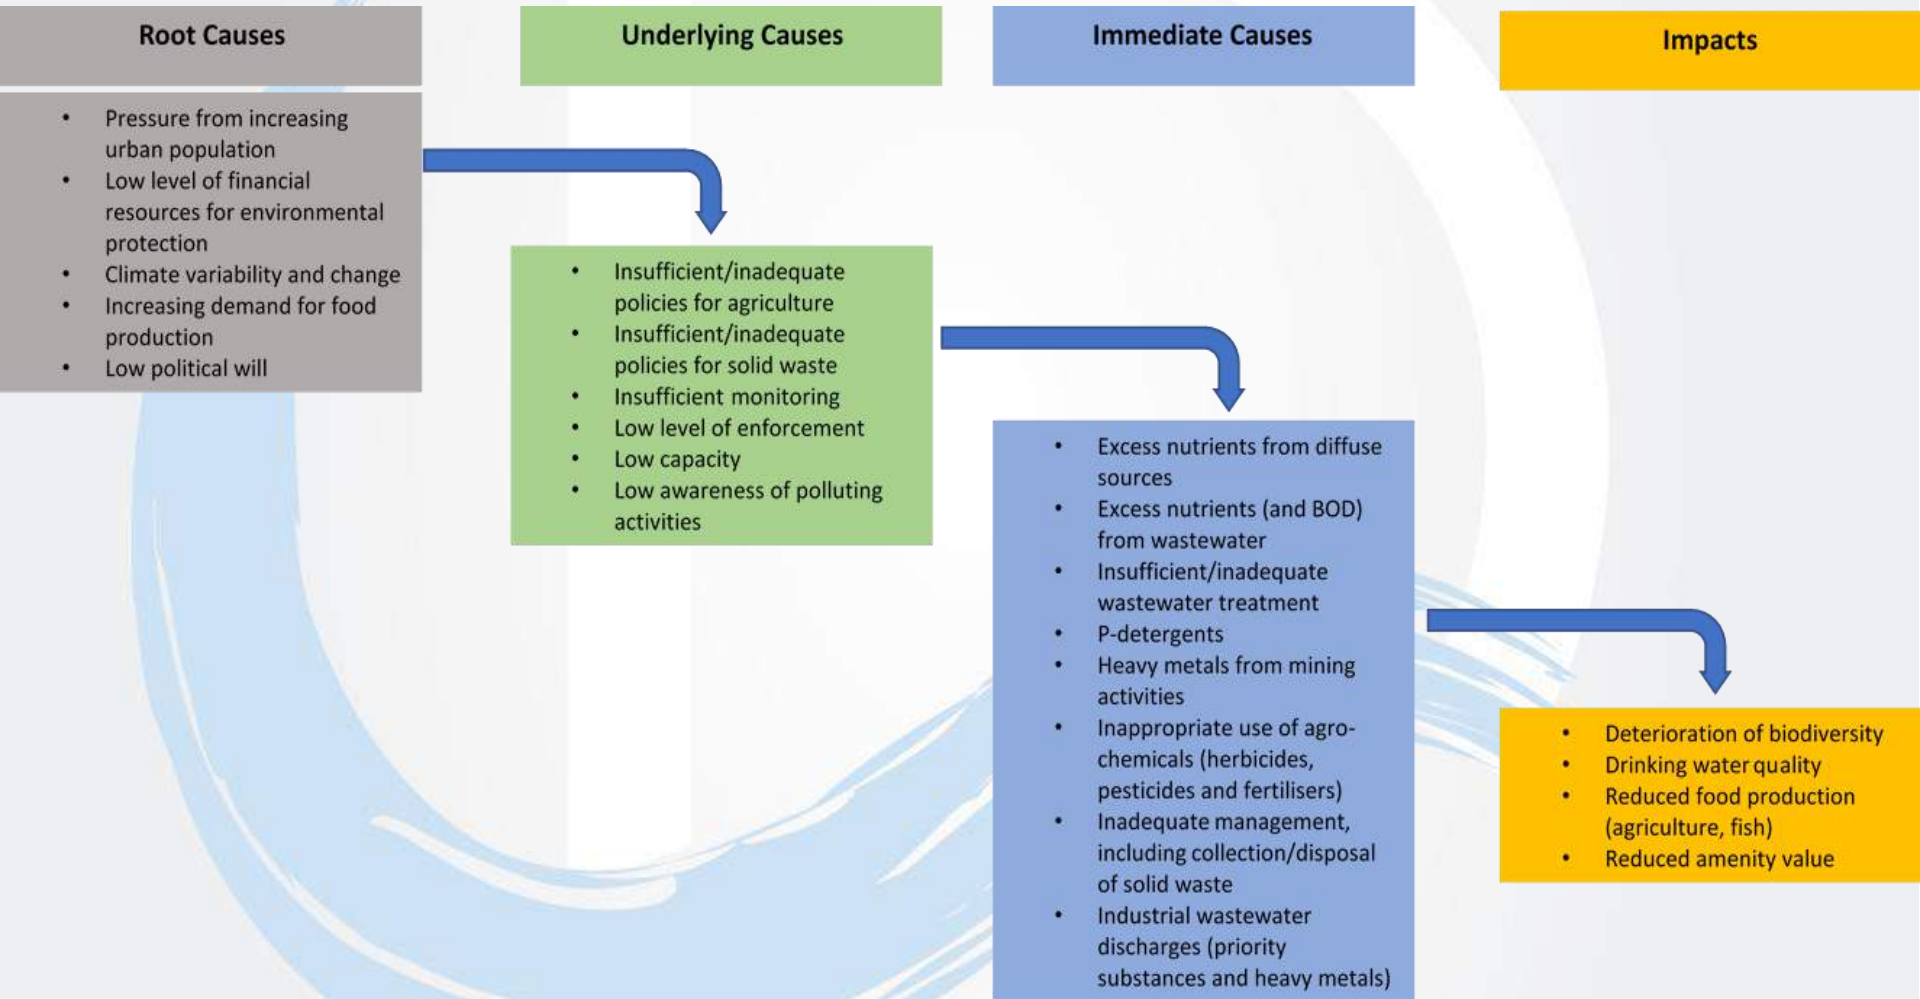 Root Causes
Underlying Causes
Immediate Causes
Impacts
• Pressure from increasing
urban population
• Low level of financial
resources for environmental
protection
• Climate variability and change
• Increasing demand for food
production
• Low political will
• Insufficient/inadequate
policies for agriculture
• Insufficient/inadequate
policies for solid waste
• Insufficient monitoring
• Low level of enforcement
• Low capacity
• Low awareness of polluting
activities
• Excess nutrients from diffuse
sources
• Excess nutrients (and BOD)
from wastewater
• Insufficient/inadequate
wastewater treatment
• P-detergents
• Heavy metals from mining
activities
• Inappropriate use of agro-
chemicals (herbicides,
pesticides and fertilisers)
• Inadequate management,
including collection/disposal
of solid waste
• Industrial wastewater
discharges (priority
substances and heavy metals)
• Deterioration of biodiversity
• Drinking water quality
• Reduced food production
(agriculture, fish)
• Reduced amenity value